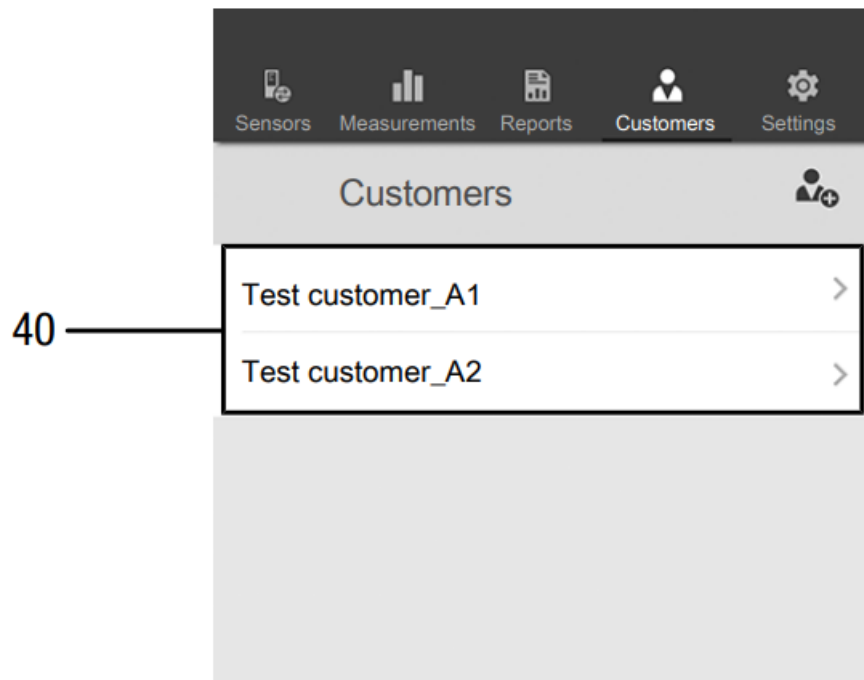 Sensors Measurements Reports Customers Settings
Customers
Test customer_A1
40
Test customer_A2